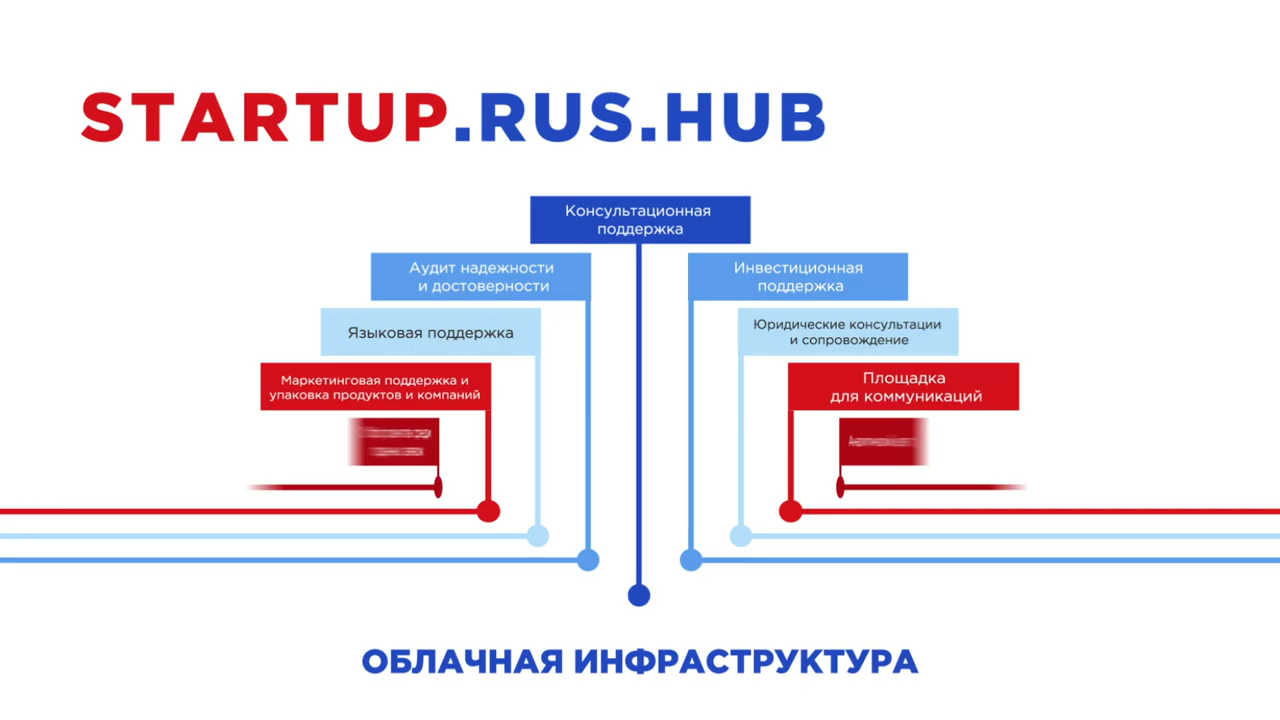 STARTUP.RUS.HUB
Консультационная
поддержка
Аудит надежности
и достоверности
Инвестиционная
поддержка
Языковая поддержка
Юридические консультации
и сопровождение
Маркетинговая поддержка и
упаковка продуктов и компаний
Площадка
для коммуникаций
ОБЛАЧНАЯ ИНФРАСТРУКТУРА